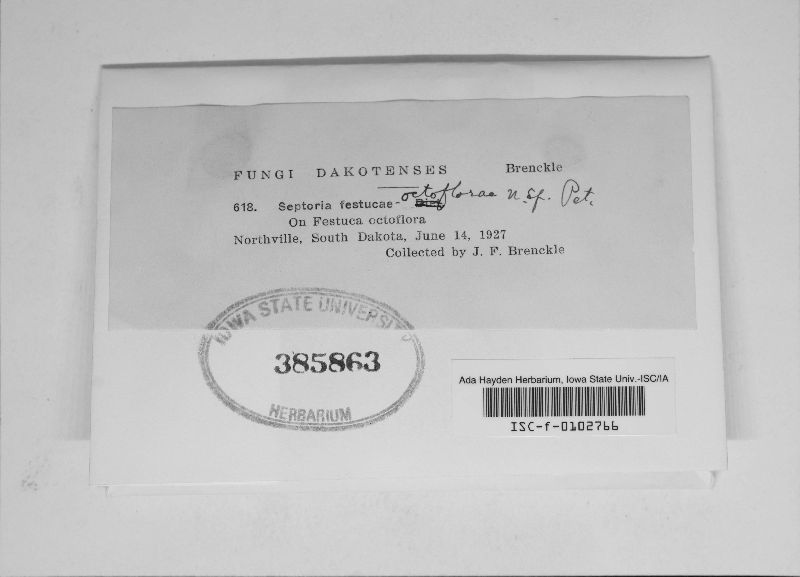 FUNGI DAKOTENSES Brenckle
618. Septoria festucae-octoflorae n. sp. Pet.
On Festuca octoflora
Northville, South Dakota, June 14, 1927
Collected by J. F. Brenckle
IOWA STATE UNIVERSITY
385863
HERBARIUM
Ada Hayden Herbarium, Iowa State Univ.-ISC/IA
ISC-f-0102766